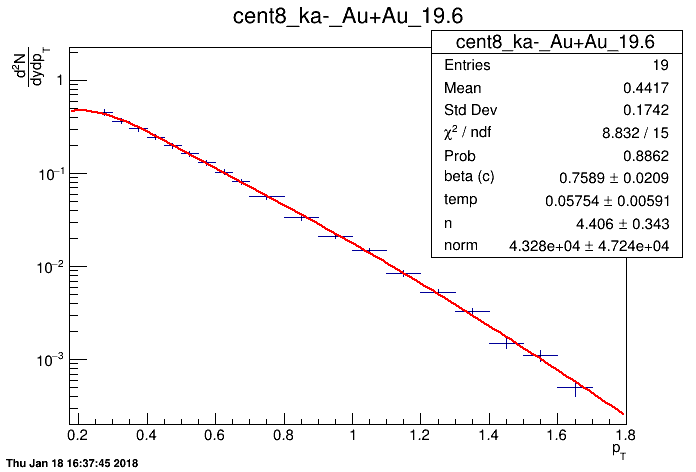 cent8_ka-_Au+Au_19.6
d²N
dydp_T
cent8_ka-_Au+Au_19.6
Entries 19
Mean 0.4417
Std Dev 0.1742
χ² / ndf 8.832 / 15
Prob 0.8862
beta (c) 0.7589 ± 0.0209
temp 0.05754 ± 0.00591
n 4.406 ± 0.343
norm 4.328e+04 ± 4.724e+04
1
10⁻¹
10⁻²
10⁻³
0.2 0.4 0.6 0.8 1 1.2 1.4 1.6 1.8
p_T
Thu Jan 18 16:37:45 2018